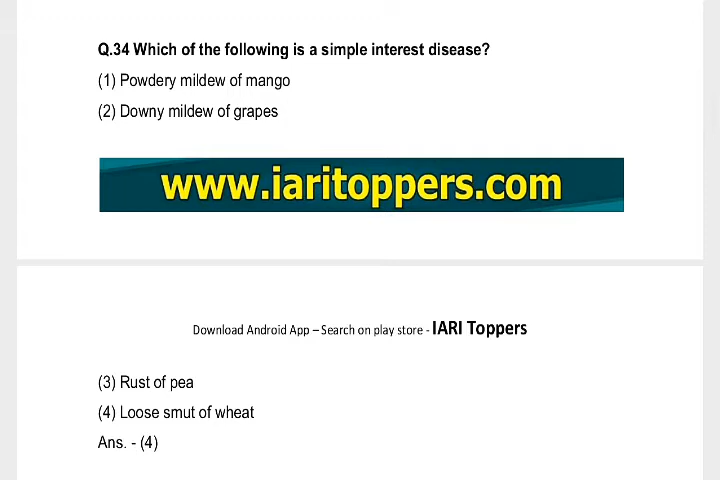 Q.34 Which of the following is a simple interest disease?
(1) Powdery mildew of mango
(2) Downy mildew of grapes
www.iaritoppers.com
Download Android App – Search on play store - IARI Toppers
(3) Rust of pea
(4) Loose smut of wheat
Ans. - (4)